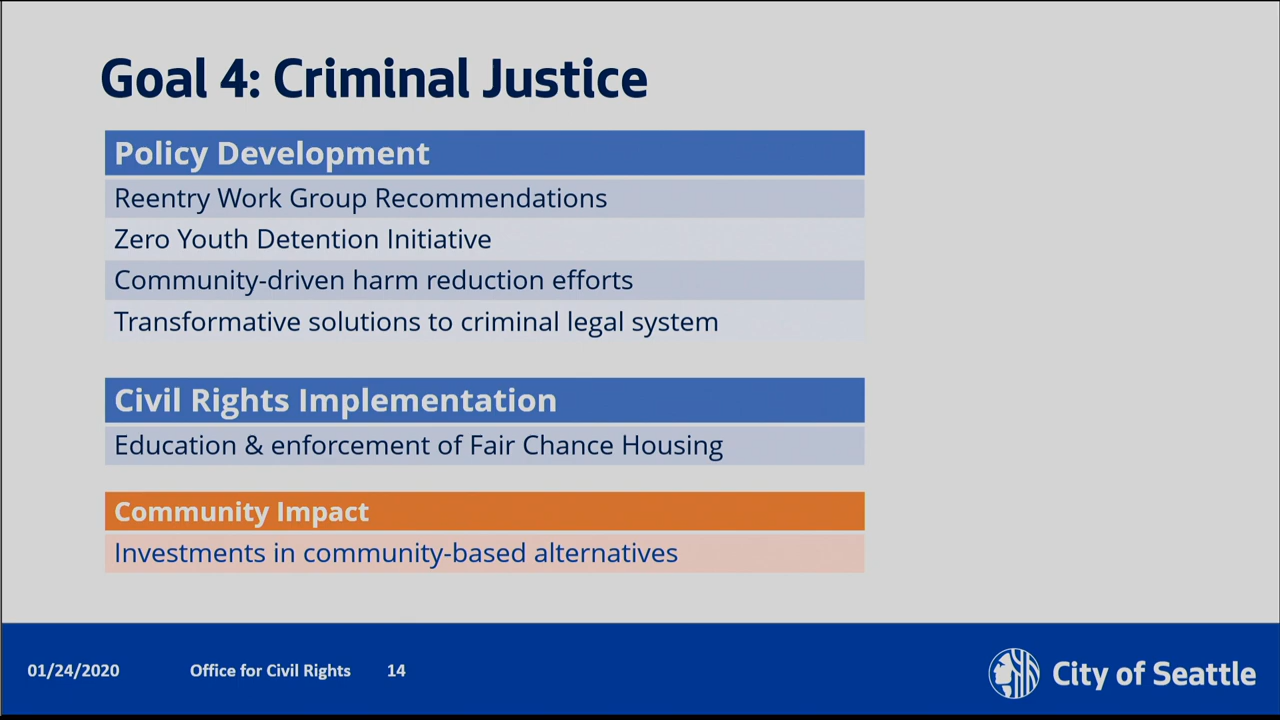 Goal 4: Criminal Justice
Policy Development
Reentry Work Group Recommendations
Zero Youth Detention Initiative
Community-driven harm reduction efforts
Transformative solutions to criminal legal system
Civil Rights Implementation
Education & enforcement of Fair Chance Housing
Community Impact
Investments in community-based alternatives
01/24/2020 Office for Civil Rights 14 City of Seattle